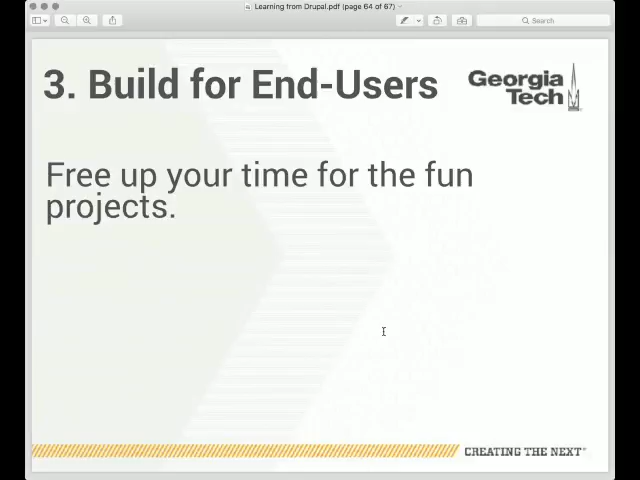 Learning from Drupal.pdf (page 64 of 67)
Search
3. Build for End-Users
Georgia
Tech
Free up your time for the fun
projects.
CREATING THE NEXT®